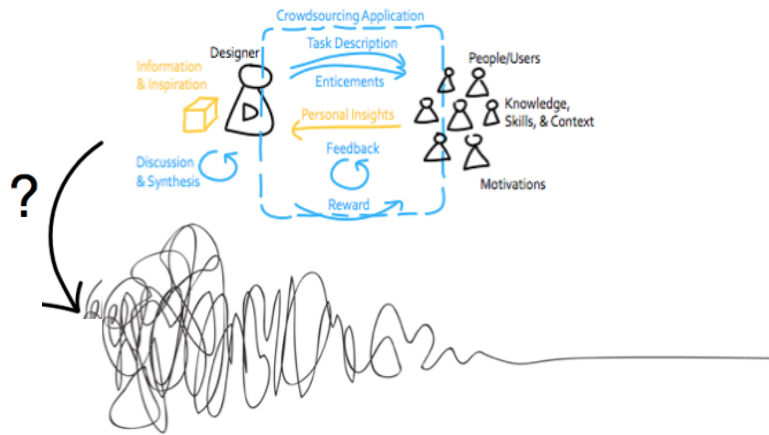 Crowdsourcing Application
Designer
Task Description
People/Users
Information
& Inspiration
Enticements
D
Personal Insights
Knowledge,
Skills, & Context
Discussion
& Synthesis
Feedback
Motivations
Reward
?